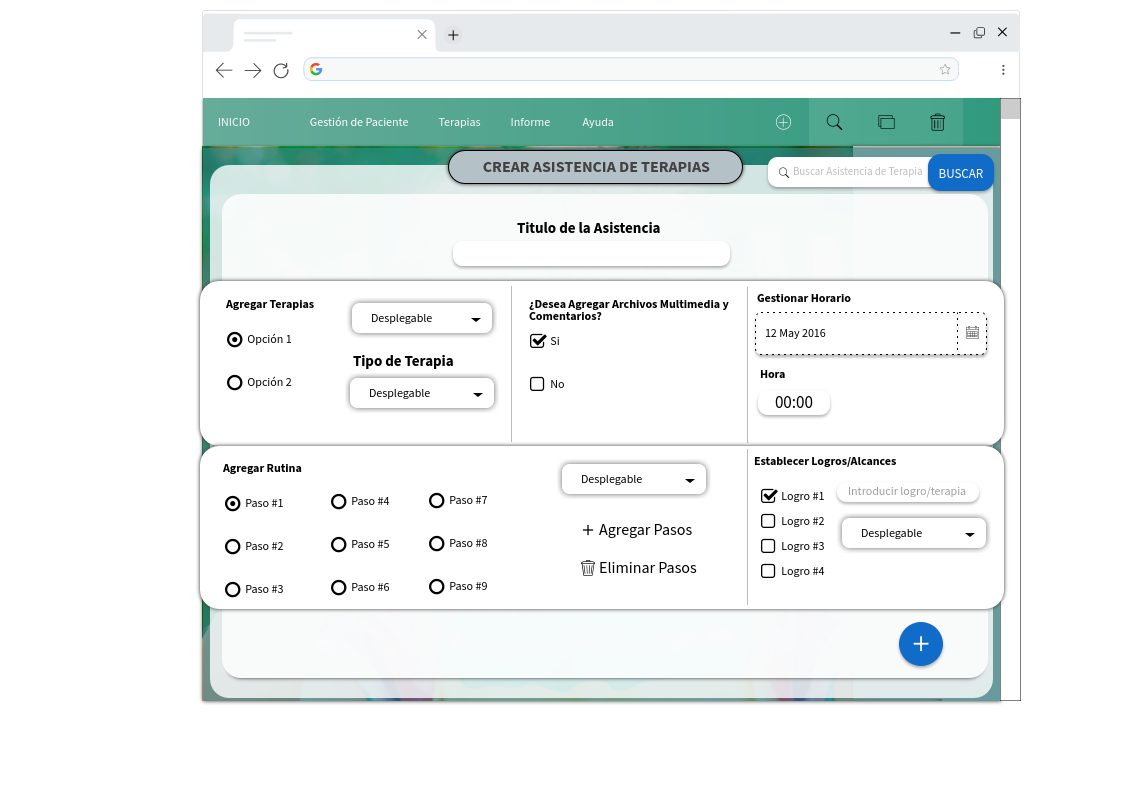 INICIO
Gestión de Paciente
Terapias
Informe
Ayuda
CREAR ASISTENCIA DE TERAPIAS
Buscar Asistencia de Terapia
BUSCAR
Titulo de la Asistencia
Agregar Terapias
Opción 1
Opción 2
Desplegable
Tipo de Terapia
Desplegable
¿Desea Agregar Archivos Multimedia y
Comentarios?
Si
No
Gestionar Horario
12 May 2016
Hora
00:00
Agregar Rutina
Paso #1
Paso #2
Paso #3
Paso #4
Paso #5
Paso #6
Paso #7
Paso #8
Paso #9
Desplegable
Agregar Pasos
Eliminar Pasos
Establecer Logros/Alcances
Logro #1
Logro #2
Logro #3
Logro #4
Introducir logro/terapia
Desplegable